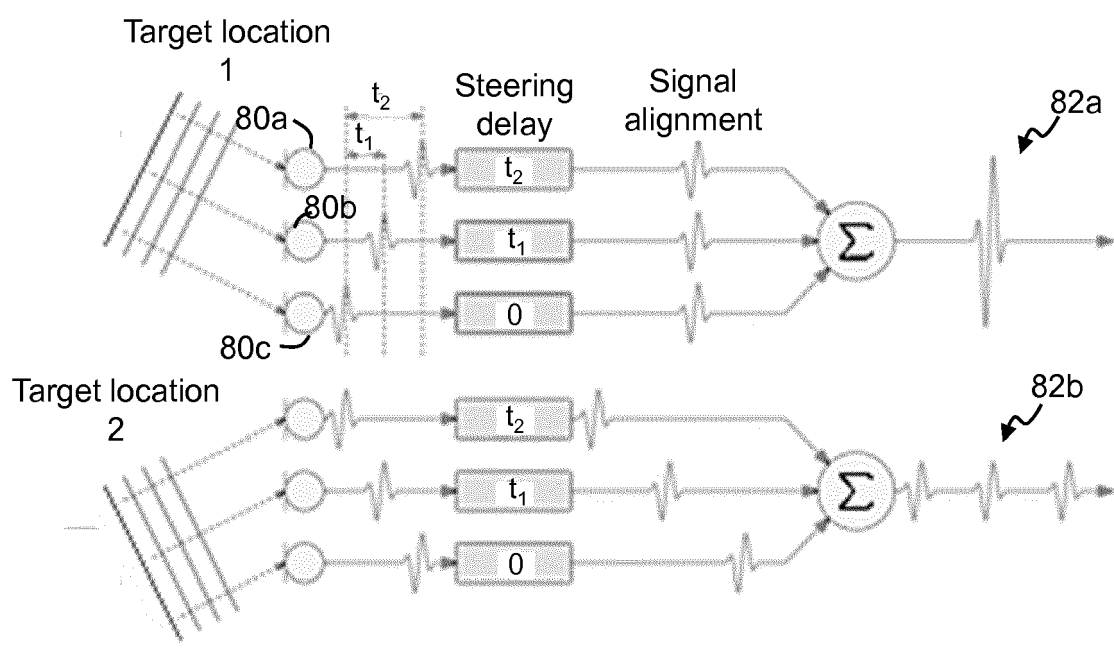 Target location
1
80a
t2
t1
Steering
delay
Signal
alignment
82a
t2
80b
t1
Σ
0
80c
Target location
2
82b
t2
t1
Σ
0